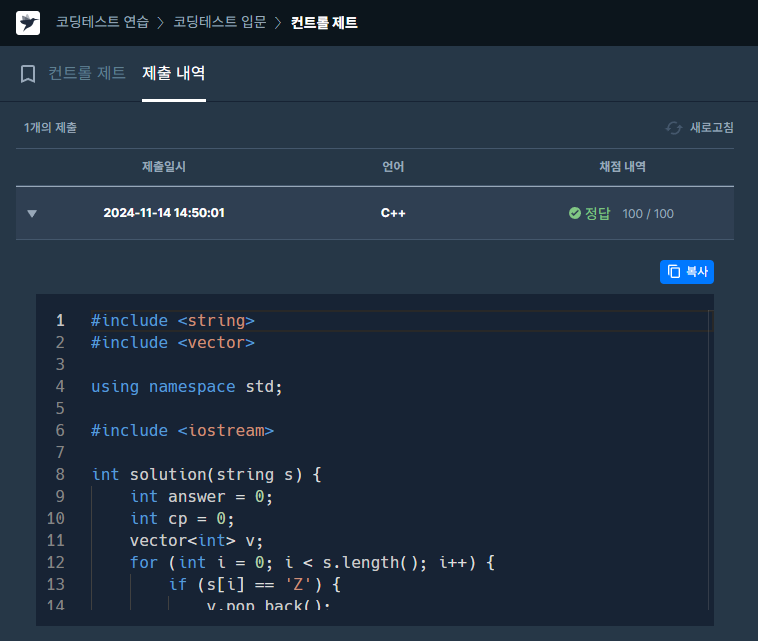 코딩테스트 연습 > 코딩테스트 입문 > 컨트롤 제트
컨트롤 제트 제출 내역
1개의 제출 새로고침
제출일시 언어 채점 내역
▼ 2024-11-14 14:50:01 C++ 정답 100 / 100
복사
1 #include <string>
2 #include <vector>
3
4 using namespace std;
5
6 #include <iostream>
7
8 int solution(string s) {
9     int answer = 0;
10     int cp = 0;
11     vector<int> v;
12     for (int i = 0; i < s.length(); i++) {
13         if (s[i] == 'Z') {
14             v.pop_back();